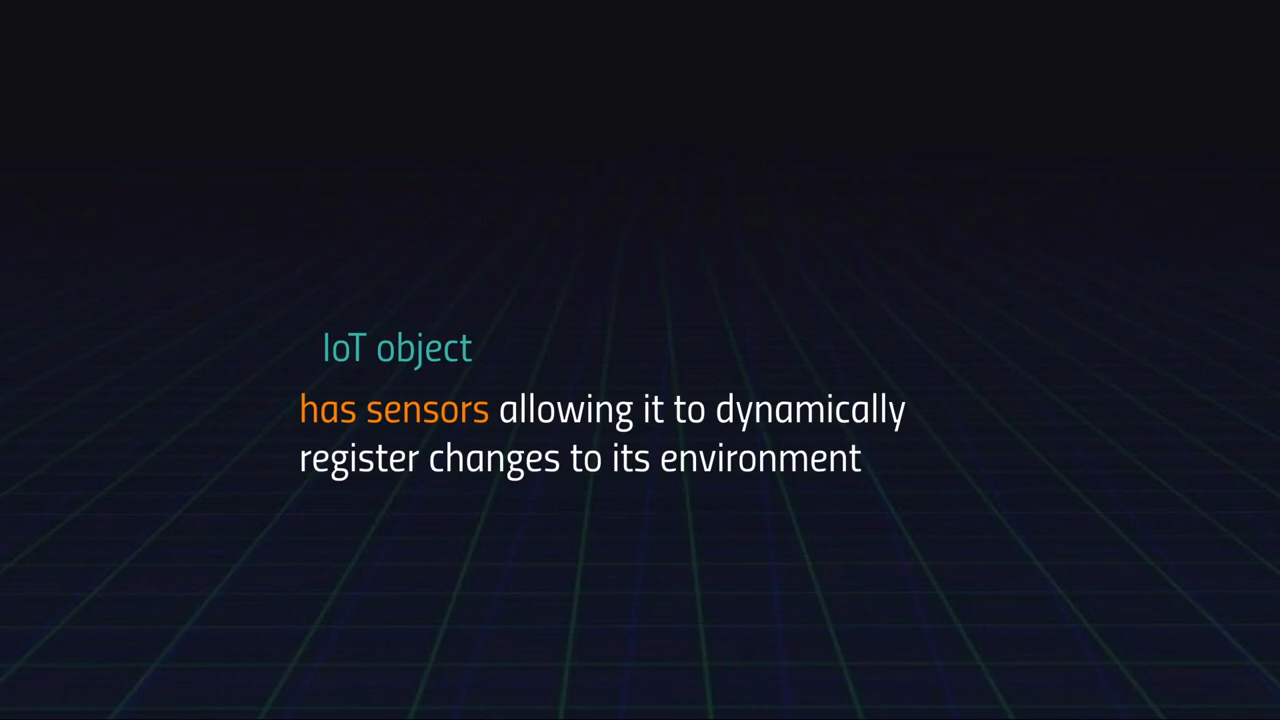 IoT object
has sensors allowing it to dynamically
register changes to its environment